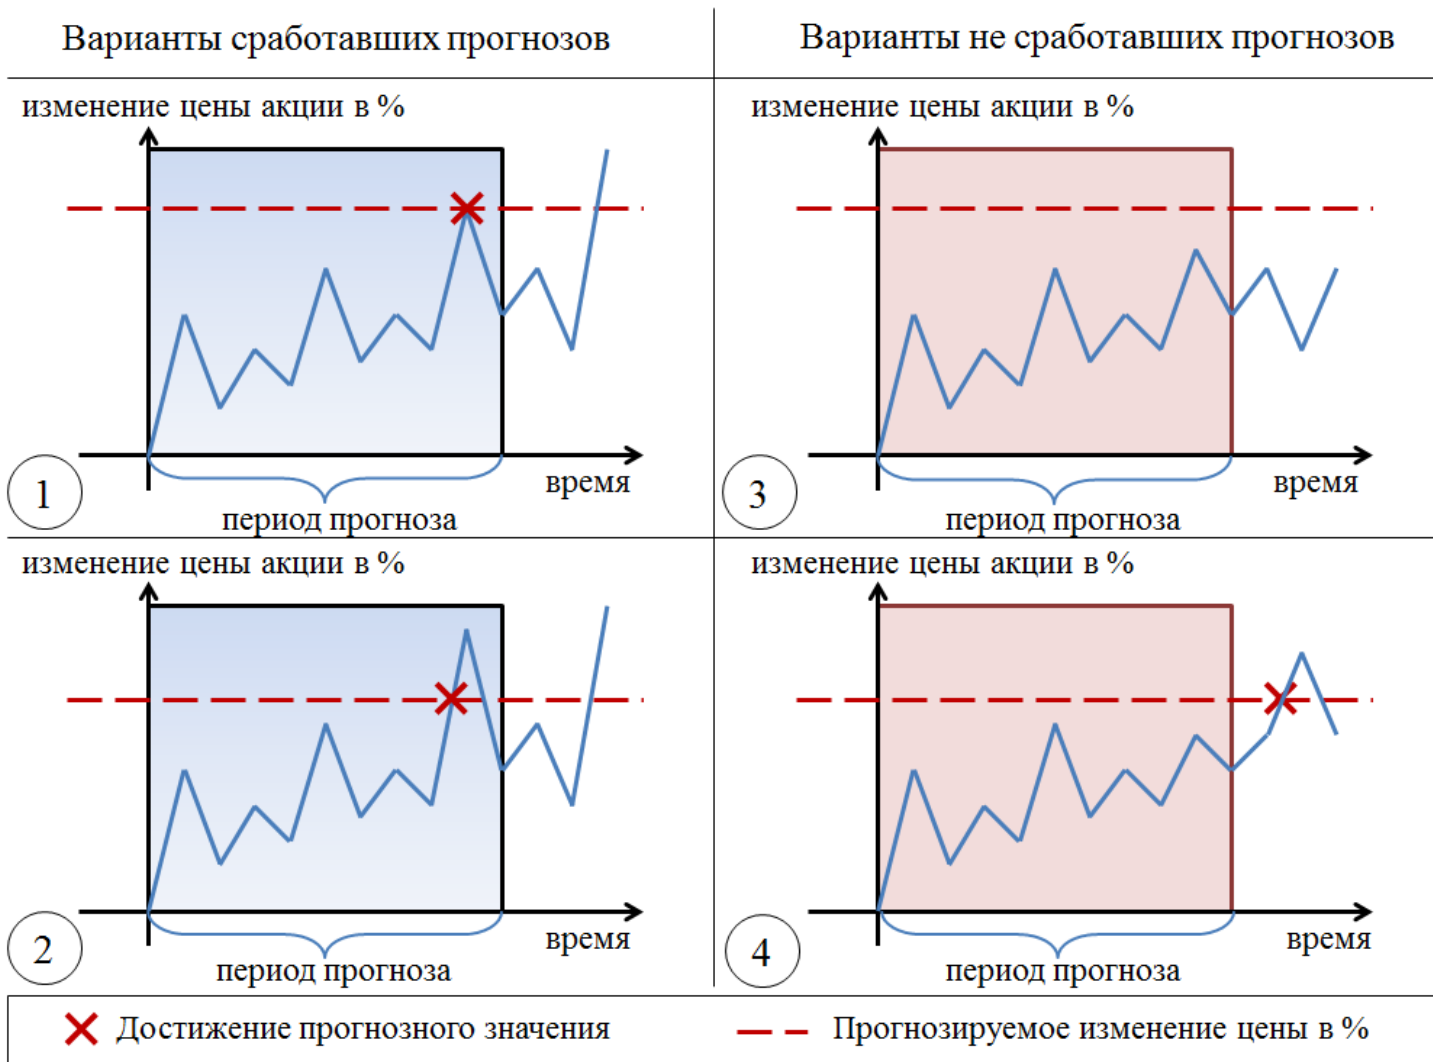 Варианты сработавших прогнозов
Варианты не сработавших прогнозов
изменение цены акции в %
время
1
период прогноза
изменение цены акции в %
время
3
период прогноза
изменение цены акции в %
время
2
период прогноза
изменение цены акции в %
время
4
период прогноза
Достижение прогнозного значения
Прогнозируемое изменение цены в %